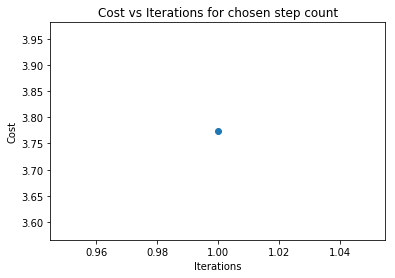 Cost vs Iterations for chosen step count
3.95
3.90
3.85
3.80
3.75
3.70
3.65
3.60
Cost
0.96 0.98 1.00 1.02 1.04
Iterations